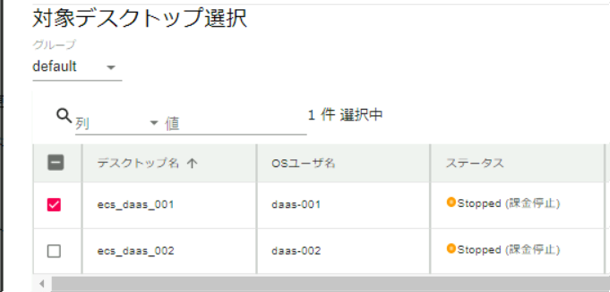 対象デスクトップ選択
グループ
default
列 値 1 件 選択中
デスクトップ名 ↑ OSユーザ名 ステータス
ecs_daas_001 daas-001 Stopped (課金停止)
ecs_daas_002 daas-002 Stopped (課金停止)